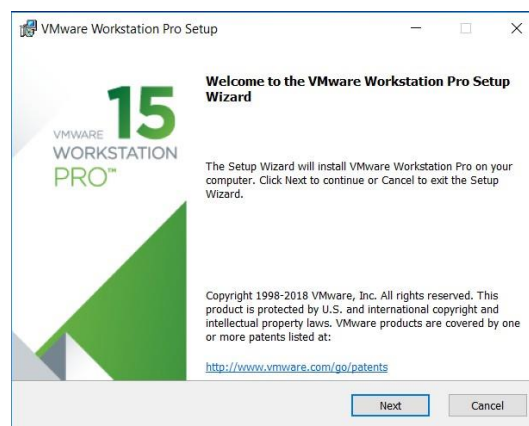 VMware Workstation Pro Setup
VMWARE 15
WORKSTATION
PRO™
Welcome to the VMware Workstation Pro Setup
Wizard
The Setup Wizard will install VMware Workstation Pro on your
computer. Click Next to continue or Cancel to exit the Setup
Wizard.
Copyright 1998-2018 VMware, Inc. All rights reserved. This
product is protected by U.S. and international copyright and
intellectual property laws. VMware products are covered by one
or more patents listed at:
http://www.vmware.com/go/patents
Next
Cancel